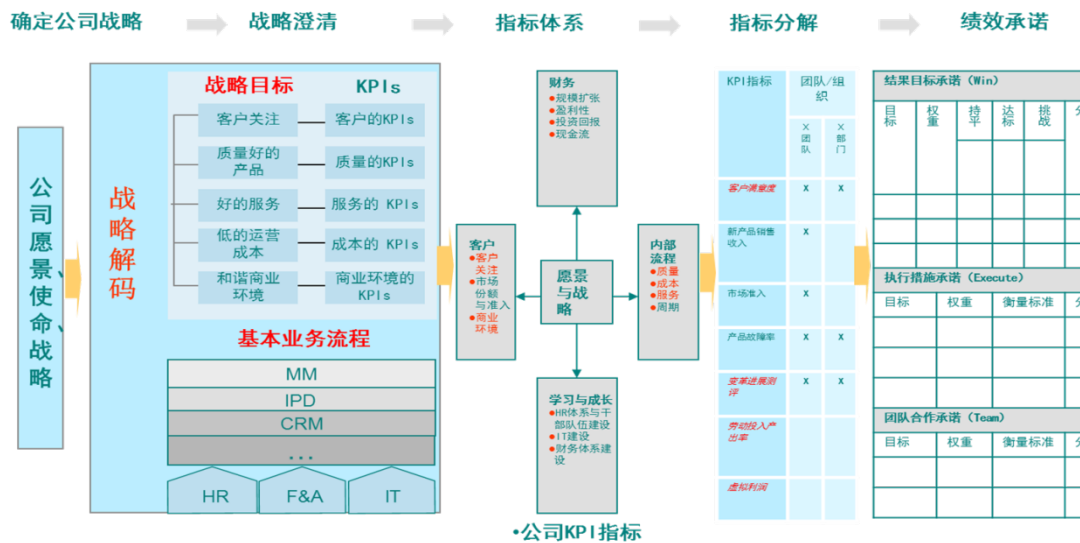 确定公司战略
战略澄清
指标体系
指标分解
绩效承诺
公司愿景、使命、战略
战略解码
战略目标
KPIs
客户关注
客户的KPIs
质量好的
产品
质量的KPIs
好的服务
服务的 KPIs
低的运营
成本
成本的 KPIs
和谐商业
环境
商业环境的
KPIs
基本业务流程
MM
IPD
CRM
...
HR
F&A
IT
财务
●规模扩张
●盈利性
●投资回报
●现金流
客户
●客户
关注
●市场
份额
与准入
●商业
环境
愿景
与战
略
内部
流程
●质量
●成本
●服务
●周期
学习与成长
●HR体系与干
部队伍建设
●IT建设
●财务体系建
设
•公司KPI指标
KPI指标
团队/组
织
X
团
队
X
部
门
客户满意度
X
X
新产品销售
收入
X
市场准入
X
产品故障率
X
X
变革进展测
评
X
X
劳动投入产
出率
虚拟利润
结果目标承诺（Win）
目标
权重
持平
达标
挑战
执行措施承诺（Execute）
目标
权重
衡量标准
团队合作承诺（Team）
目标
权重
衡量标准